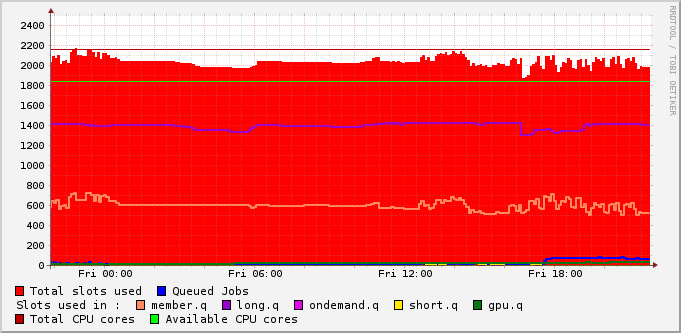 RRDTOOL / TOBI OETIKER
2400
2200
2000
1800
1600
1400
1200
1000
800
600
400
200
0
Fri 00:00 Fri 06:00 Fri 12:00 Fri 18:00
Total slots used Queued Jobs
Slots used in : member.q long.q ondemand.q short.q gpu.q
Total CPU cores Available CPU cores